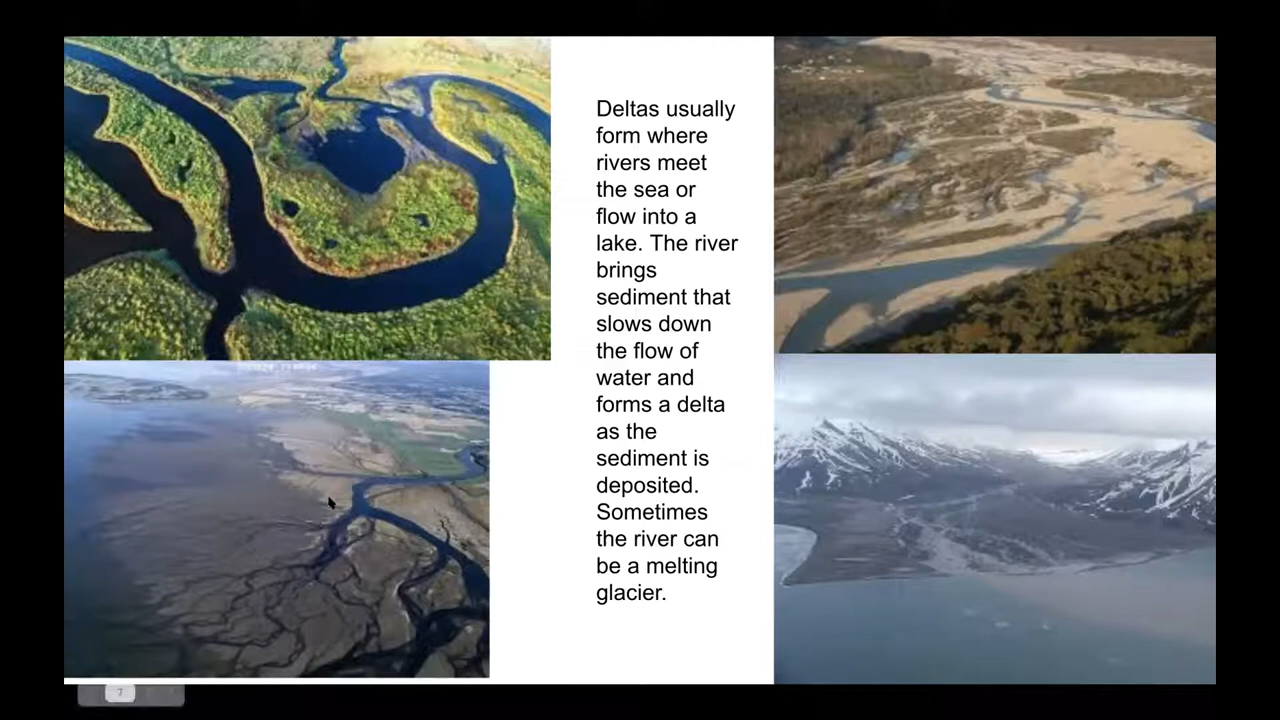 Deltas usually
form where
rivers meet
the sea or
flow into a
lake. The river
brings
sediment that
slows down
the flow of
water and
forms a delta
as the
sediment is
deposited.
Sometimes
the river can
be a melting
glacier.
7